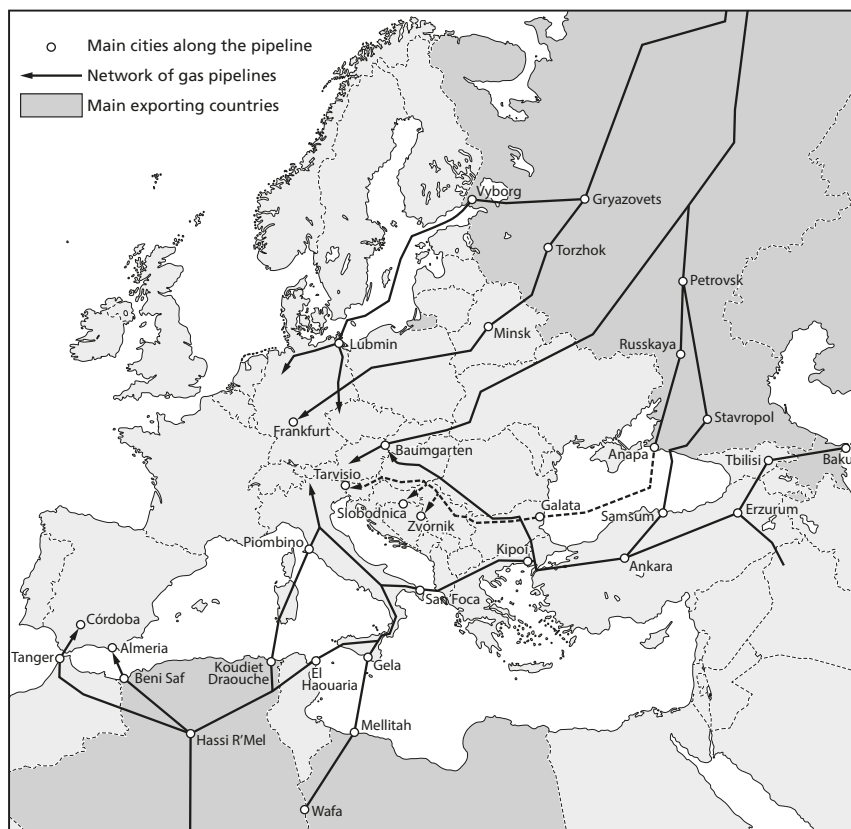 Main cities along the pipeline
Network of gas pipelines
Main exporting countries
Vyborg
Gryazovets
Torzhok
Petrovsk
Minsk
Lubmin
Russkaya
Stavropol
Frankfurt
Baumgarten
Anapa
Tbilisi
Baku
Tarvisio
Slobodnica
Zvornik
Galata
Samsum
Erzurum
Piombino
Kipoi
Ankara
San Foca
Córdoba
Almeria
Tanger
Beni Saf
Koudiet
Draouche
El
Haouaria
Gela
Hassi R'Mel
Mellitah
Wafa